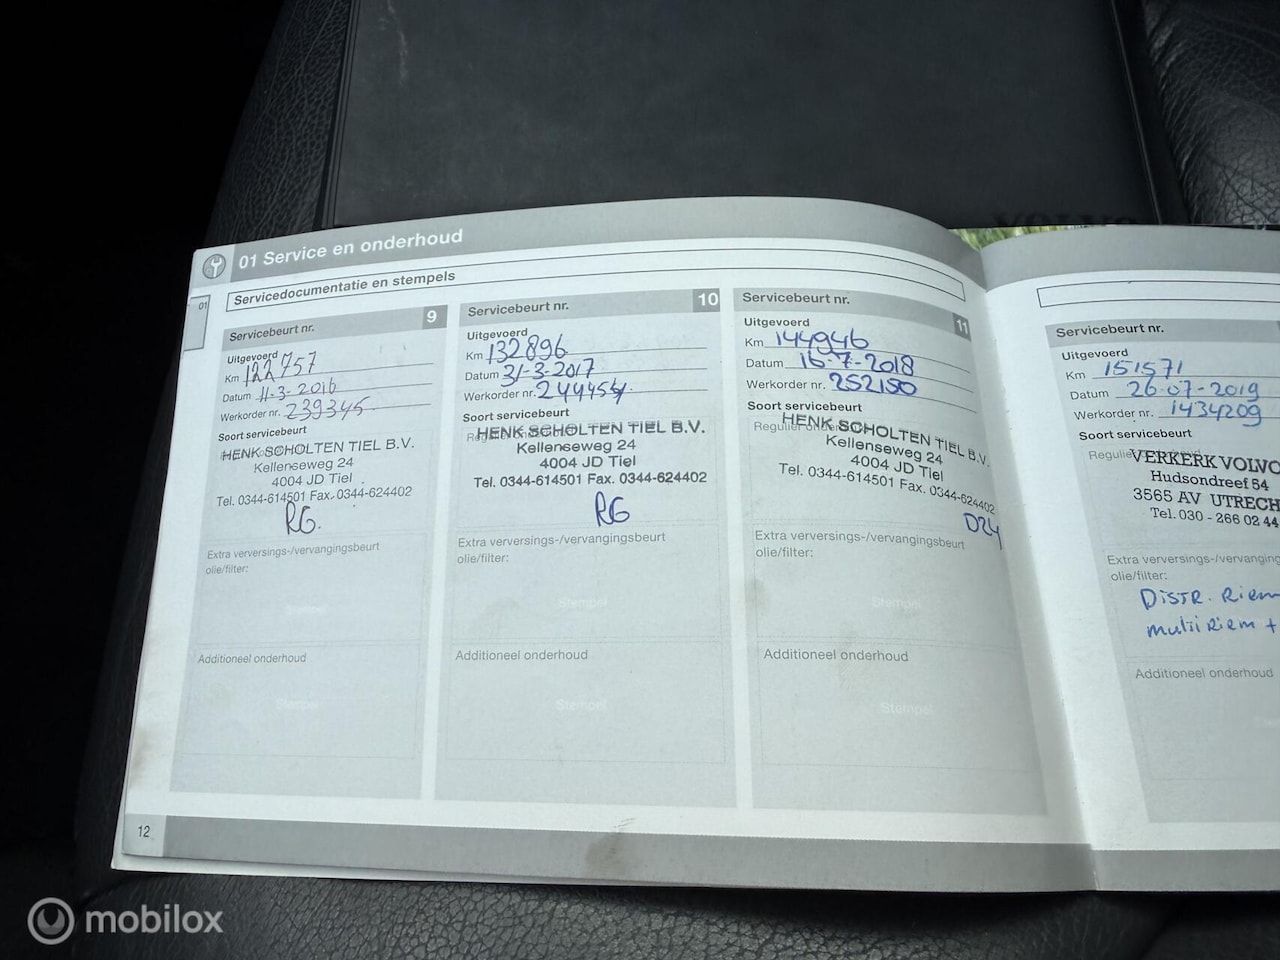 VOLVO
01 Service en onderhoud
01
Servicedocumentatie en stempels
Servicebeurt nr. 9
Uitgevoerd
Km 122757
Datum 11-3-2016
Werkorder nr. 239345
Soort servicebeurt
HENK SCHOLTEN TIEL B.V.
Kellenseweg 24
4004 JD Tiel
Tel. 0344-614501 Fax. 0344-624402
RG.
Extra verversings-/vervangingsbeurt
olie/filter:
Stempel
Additioneel onderhoud
Stempel
Servicebeurt nr. 10
Uitgevoerd
Km 132896
Datum 31-3-2017
Werkorder nr. 244454
Soort servicebeurt
HENK SCHOLTEN TIEL B.V.
Kellenseweg 24
4004 JD Tiel
Tel. 0344-614501 Fax. 0344-624402
RG
Extra verversings-/vervangingsbeurt
olie/filter:
Stempel
Additioneel onderhoud
Stempel
Servicebeurt nr. 11
Uitgevoerd
Km 144946
Datum 16-7-2018
Werkorder nr. 252150
Soort servicebeurt
Regulier
HENK SCHOLTEN TIEL B.V.
Kellenseweg 24
4004 JD Tiel
Tel. 0344-614501 Fax. 0344-624402
Extra verversings-/vervangingsbeurt
olie/filter:
Stempel
Additioneel onderhoud
Stempel
Servicebeurt nr.
Uitgevoerd
Km 151571
Datum 26-07-2019
Werkorder nr. 1434209
Soort servicebeurt
Regulier
VERKERK VOLVO
Hudsondreef 54
3565 AV UTRECH
Tel. 030 - 266 02 44
Extra verversings-/vervanging
olie/filter:
Distr. Riem
multiriem +
Additioneel onderhoud
12
mobilox